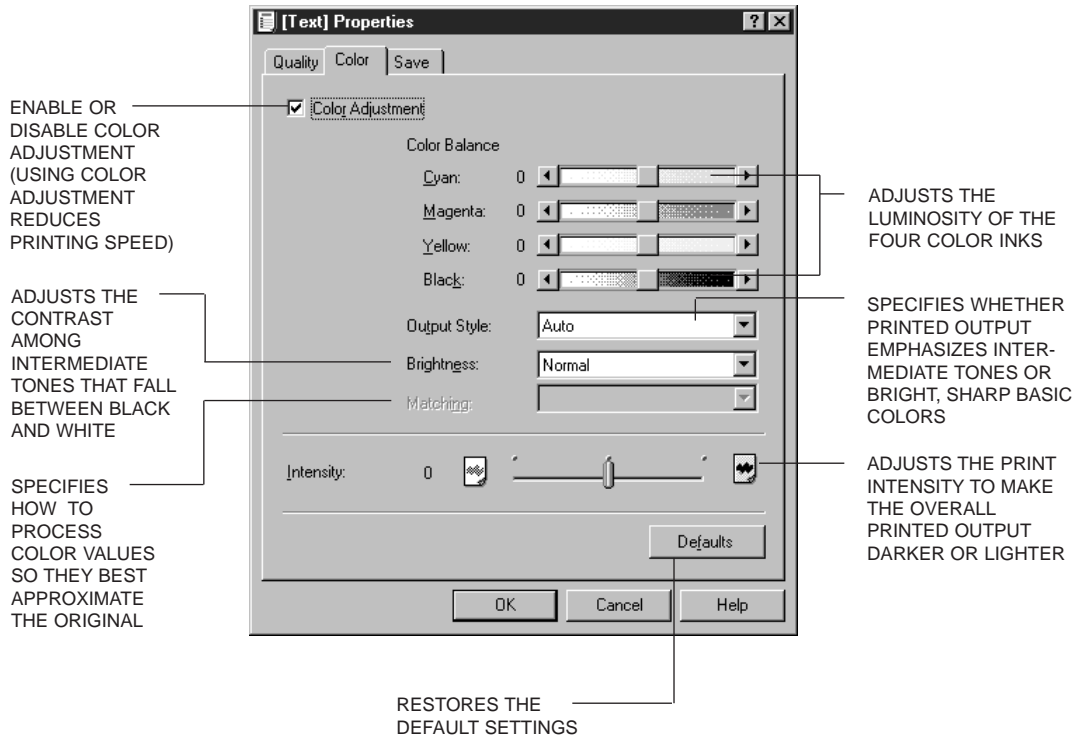 [Text] Properties
Quality
Color
Save
Color Adjustment
Color Balance
Cyan: 0
Magenta: 0
Yellow: 0
Black: 0
Output Style: Auto
Brightness: Normal
Matching:
Intensity: 0
Defaults
OK
Cancel
Help
ENABLE OR
DISABLE COLOR
ADJUSTMENT
(USING COLOR
ADJUSTMENT
REDUCES
PRINTING SPEED)
ADJUSTS THE
CONTRAST
AMONG
INTERMEDIATE
TONES THAT FALL
BETWEEN BLACK
AND WHITE
SPECIFIES
HOW TO
PROCESS
COLOR VALUES
SO THEY BEST
APPROXIMATE
THE ORIGINAL
ADJUSTS THE
LUMINOSITY OF THE
FOUR COLOR INKS
SPECIFIES WHETHER
PRINTED OUTPUT
EMPHASIZES INTER-
MEDIATE TONES OR
BRIGHT, SHARP BASIC
COLORS
ADJUSTS THE PRINT
INTENSITY TO MAKE
THE OVERALL
PRINTED OUTPUT
DARKER OR LIGHTER
RESTORES THE
DEFAULT SETTINGS